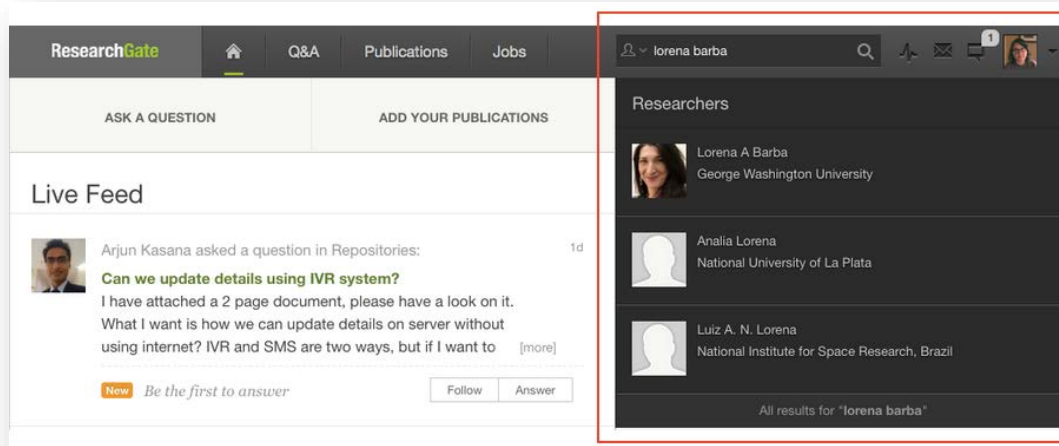 ResearchGate
Q&A
Publications
Jobs
lorena barba
1
ASK A QUESTION
ADD YOUR PUBLICATIONS
Live Feed
Arjun Kasana asked a question in Repositories:
1d
Can we update details using IVR system?
I have attached a 2 page document, please have a look on it.
What I want is how we can update details on server without
using internet? IVR and SMS are two ways, but if I want to [more]
New Be the first to answer
Follow
Answer
Researchers
Lorena A Barba
George Washington University
Analia Lorena
National University of La Plata
Luiz A. N. Lorena
National Institute for Space Research, Brazil
All results for "lorena barba"